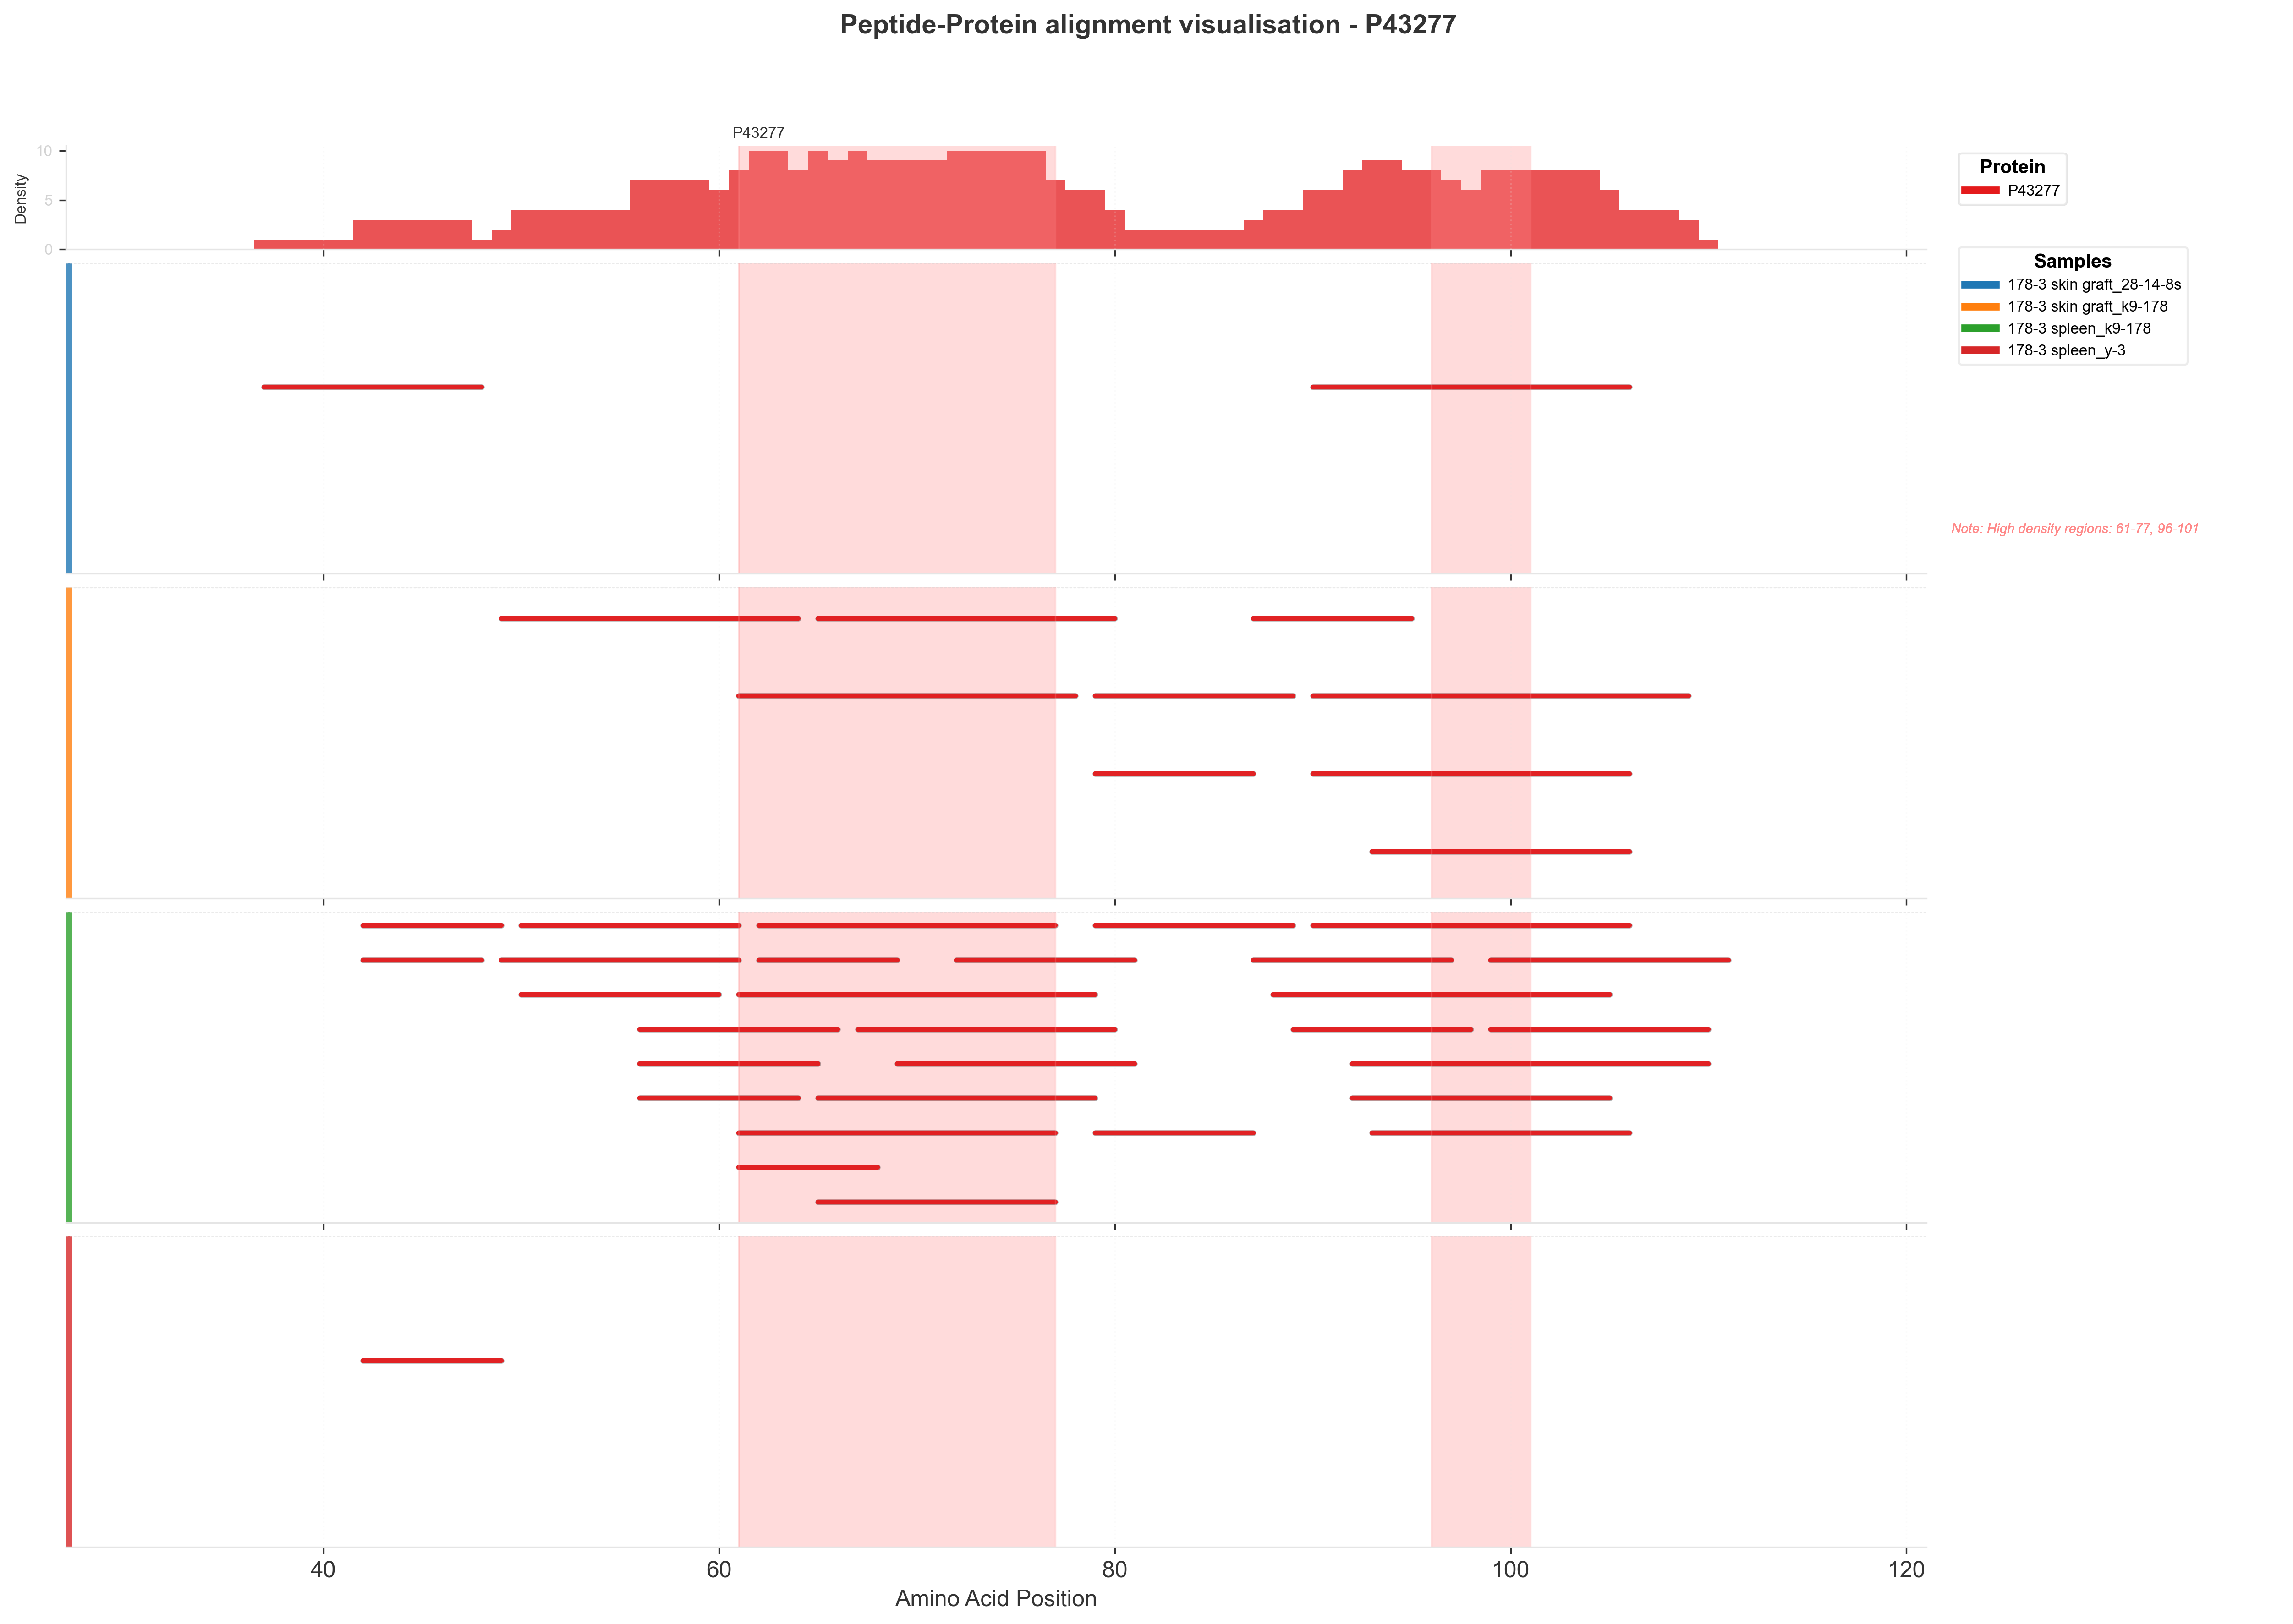 Peptide-Protein alignment visualisation - P43277
P43277
10
5
0
Density
Protein
P43277
Samples
178-3 skin graft_28-14-8s
178-3 skin graft_k9-178
178-3 spleen_k9-178
178-3 spleen_y-3
Note: High density regions: 61-77, 96-101
40 60 80 100 120
Amino Acid Position